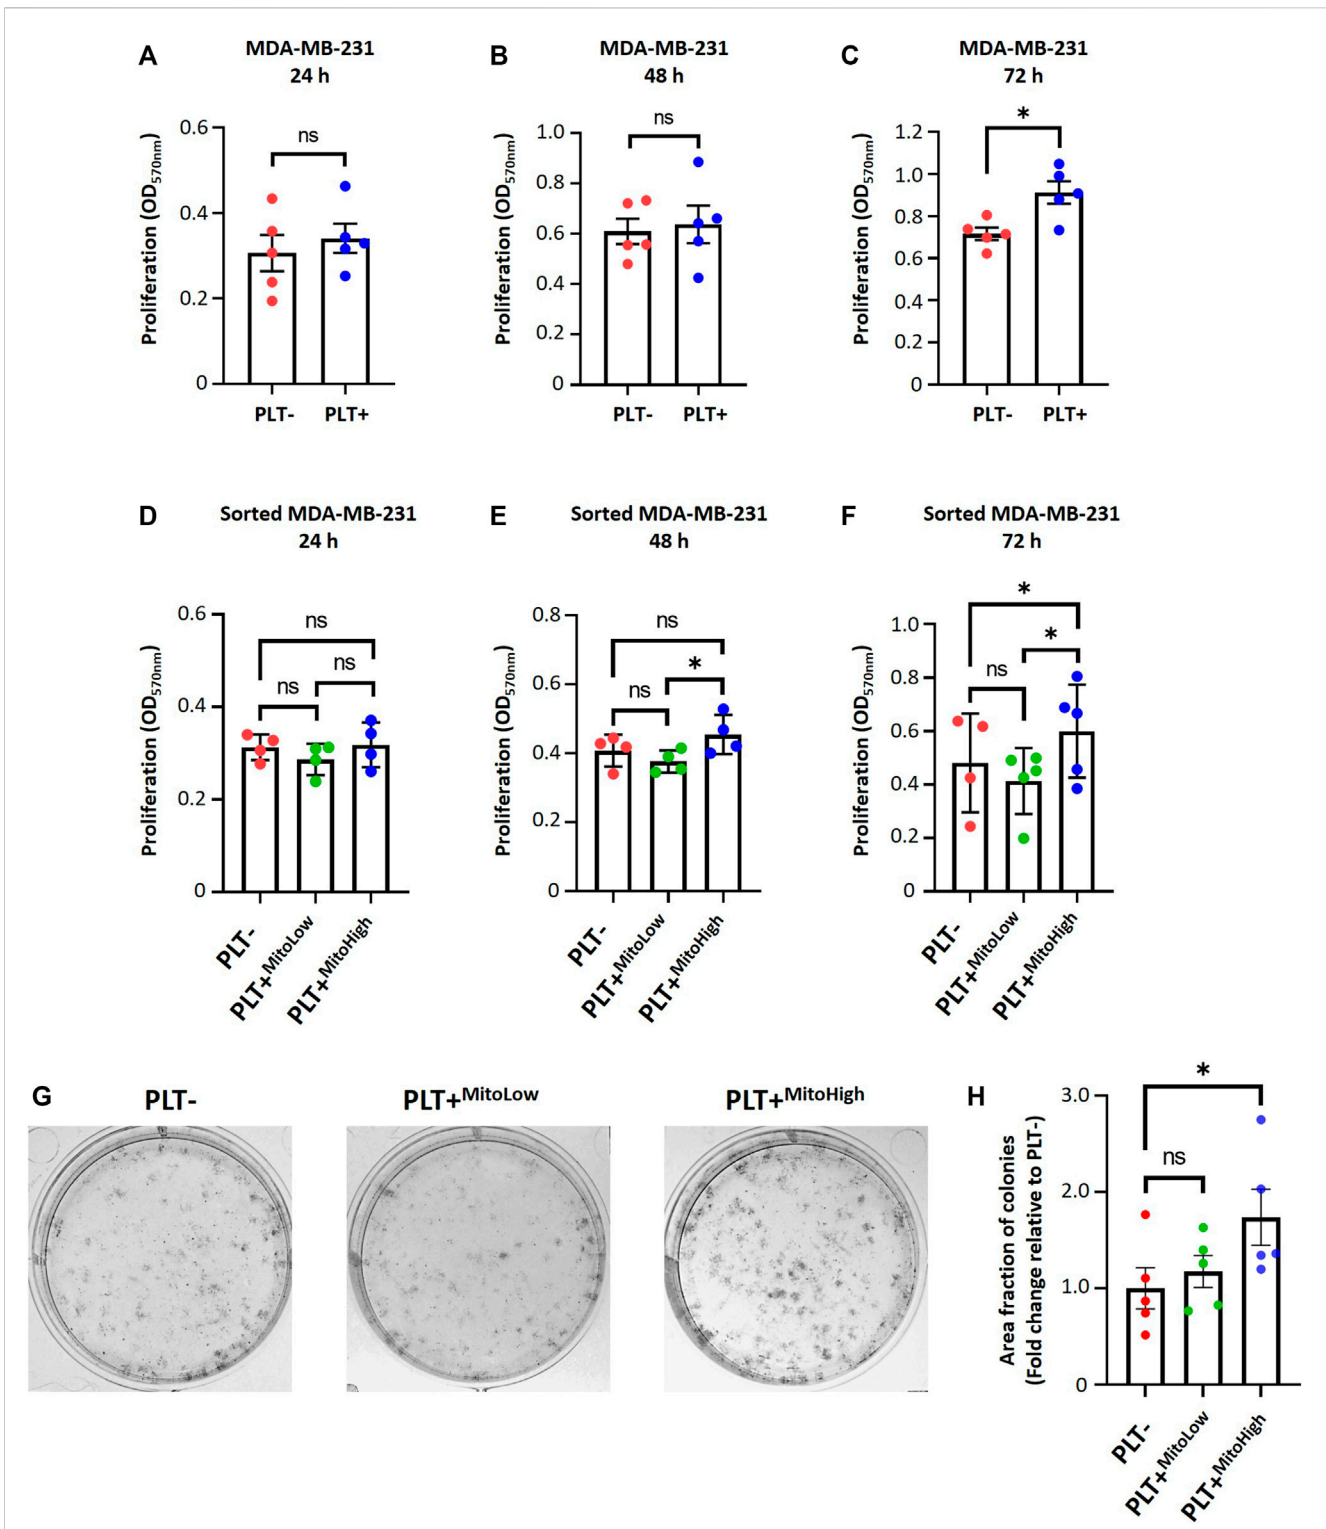 A
MDA-MB-231
24 h
Proliferation (OD570nm)
0.6
0.4
0.2
0
ns
PLT-
PLT+
B
MDA-MB-231
48 h
Proliferation (OD570nm)
1.0
0.8
0.6
0.4
0.2
0
ns
PLT-
PLT+
C
MDA-MB-231
72 h
Proliferation (OD570nm)
1.2
1.0
0.8
0.6
0.4
0.2
0
*
PLT-
PLT+
D
Sorted MDA-MB-231
24 h
Proliferation (OD570nm)
0.6
0.4
0.2
0
ns
ns
ns
PLT-
PLT+MitoLow
PLT+MitoHigh
E
Sorted MDA-MB-231
48 h
Proliferation (OD570nm)
0.8
0.6
0.4
0.2
0
ns
*
ns
PLT-
PLT+MitoLow
PLT+MitoHigh
F
Sorted MDA-MB-231
72 h
Proliferation (OD570nm)
1.0
0.8
0.6
0.4
0.2
0
*
*
ns
PLT-
PLT+MitoLow
PLT+MitoHigh
G
PLT-
PLT+MitoLow
PLT+MitoHigh
H
Area fraction of colonies
(Fold change relative to PLT-)
3.0
2.0
1.0
0
*
ns
PLT-
PLT+MitoLow
PLT+MitoHigh